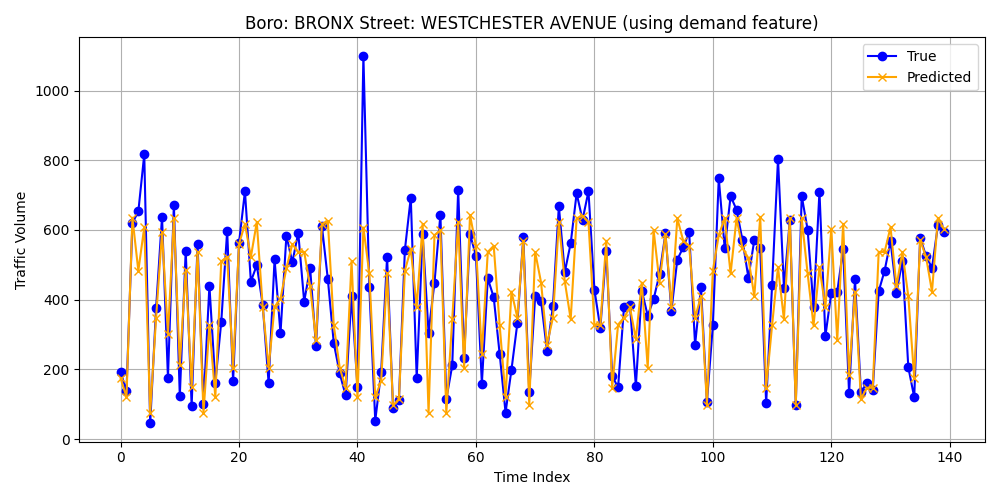 Boro: BRONX Street: WESTCHESTER AVENUE (using demand feature)
True
Predicted
Traffic Volume
1000
800
600
400
200
0
0 20 40 60 80 100 120 140
Time Index